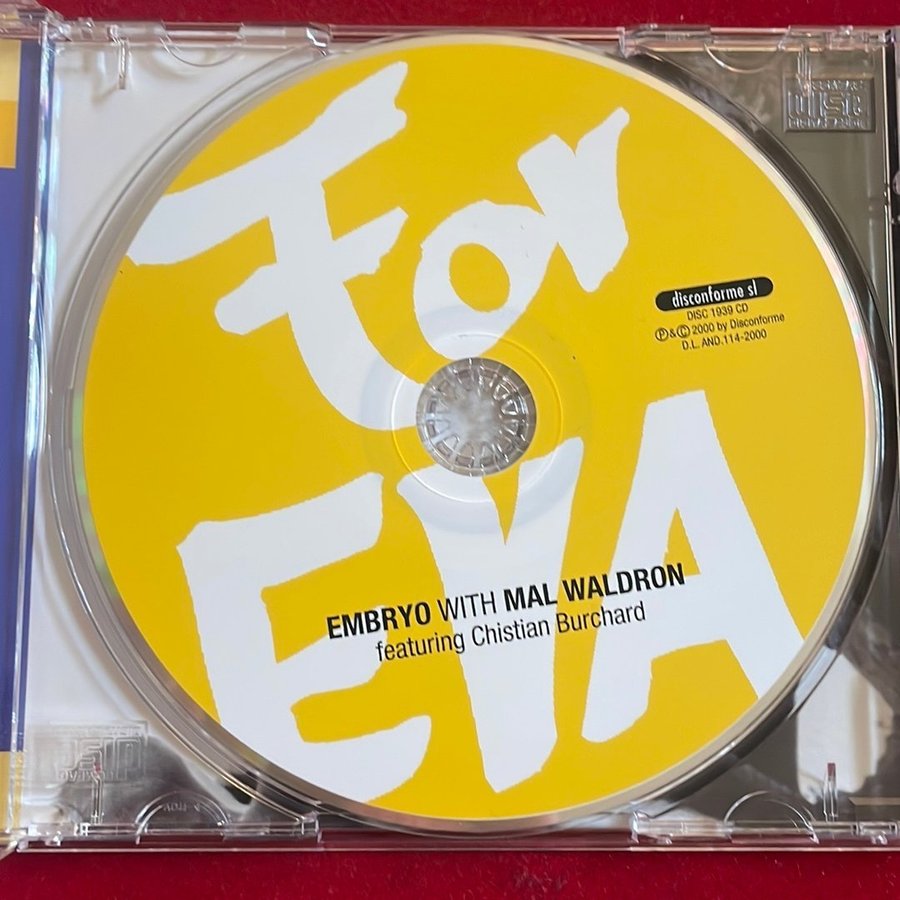 For
EVA
disconforme sl
DISC 1939 CD
Ⓟ&Ⓒ 2000 by Disconforme
D.L. AND.114-2000
EMBRYO WITH MAL WALDRON
featuring Chistian Burchard